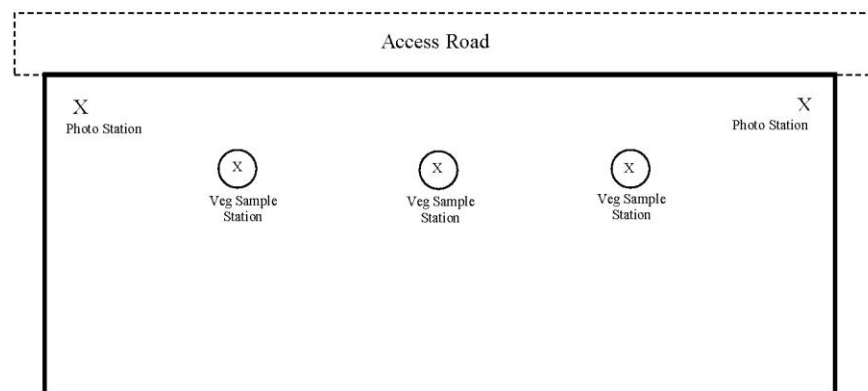 Access Road
X
Photo Station
X
Photo Station
X
Veg Sample
Station
X
Veg Sample
Station
X
Veg Sample
Station